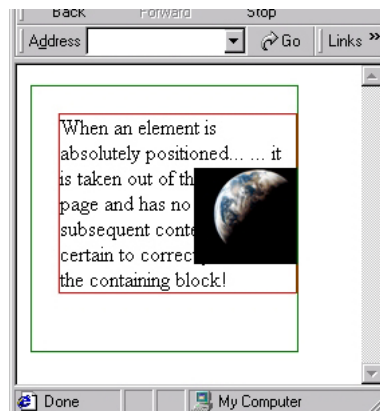 Back Forward Stop
Address Go Links »
When an element is
absolutely positioned... ... it
is taken out of th
page and has no
subsequent conte
certain to correc
the containing block!
Done My Computer